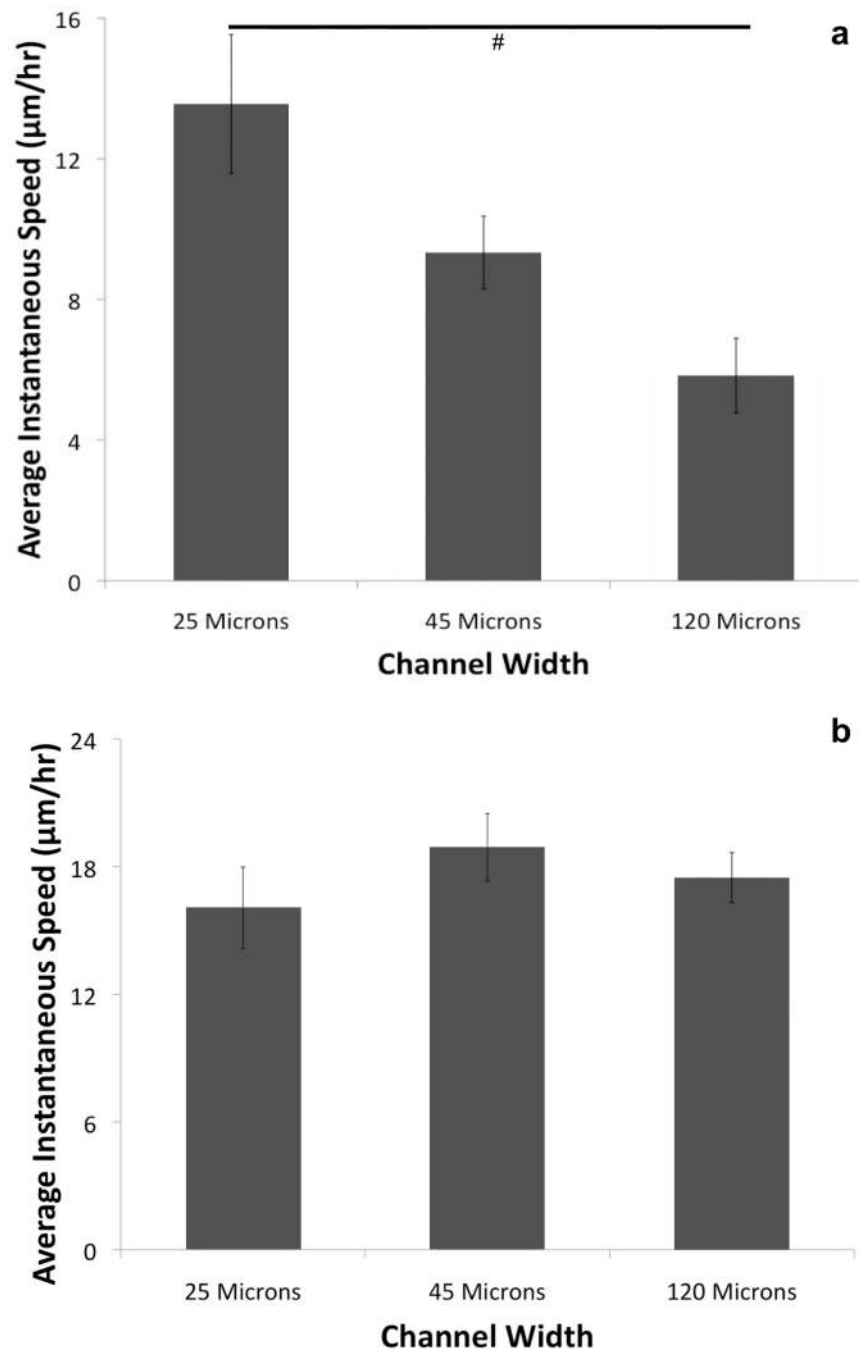 a
#
Average Instantaneous Speed (µm/hr)
16
12
8
4
0
25 Microns 45 Microns 120 Microns
Channel Width
b
Average Instantaneous Speed (µm/hr)
24
18
12
6
0
25 Microns 45 Microns 120 Microns
Channel Width